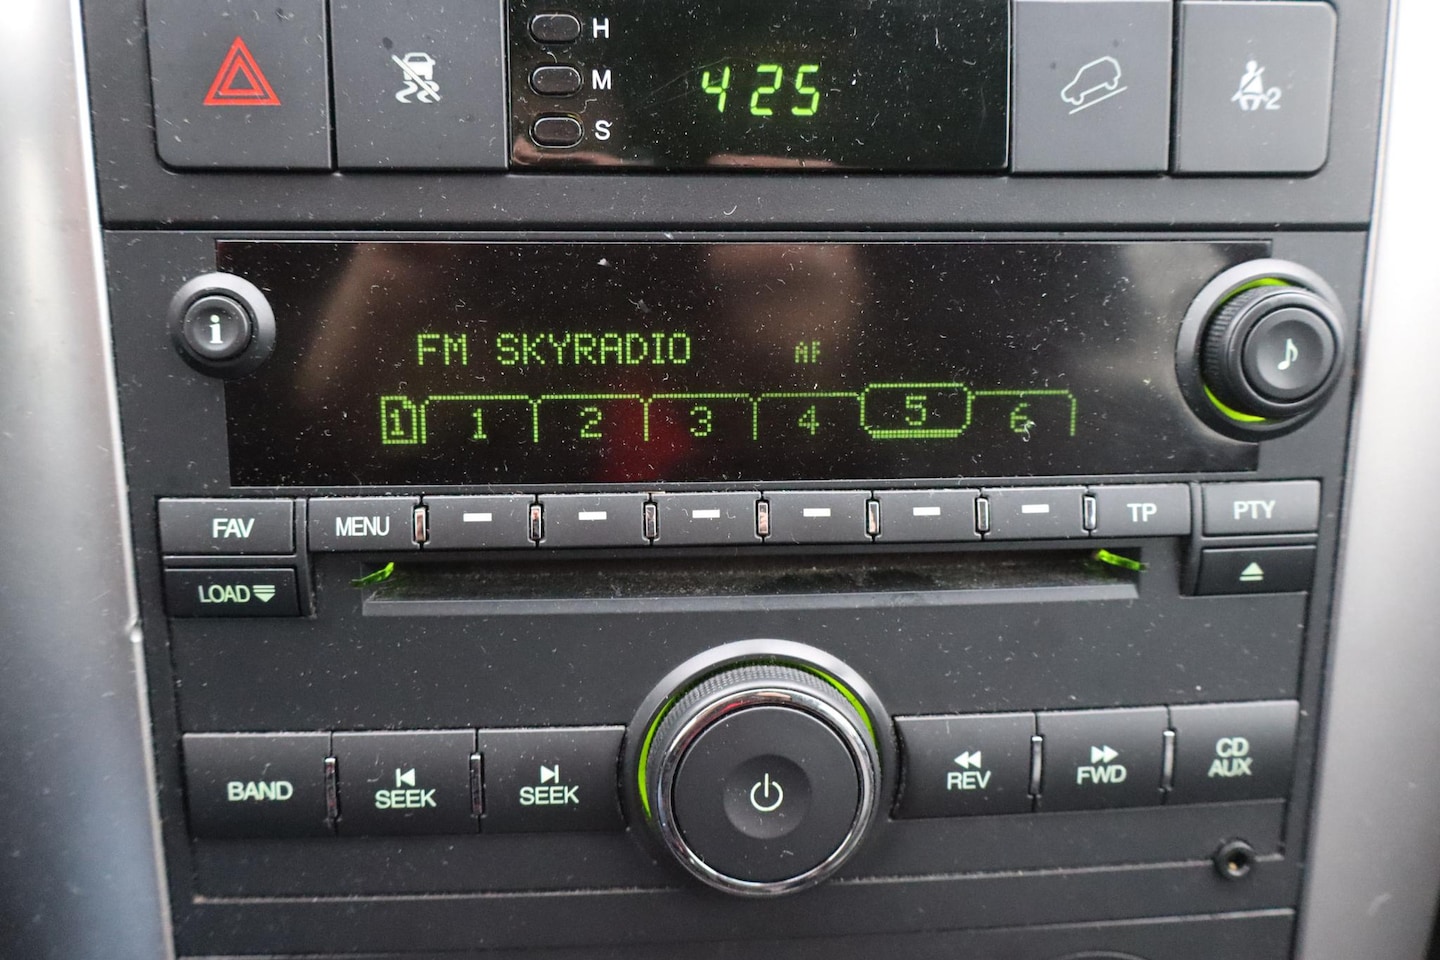 H
M
S
425
2
i
FM SKYRADIO AF
1 1 2 3 4 5 6
FAV MENU TP PTY
LOAD
BAND SEEK SEEK REV FWD CD AUX